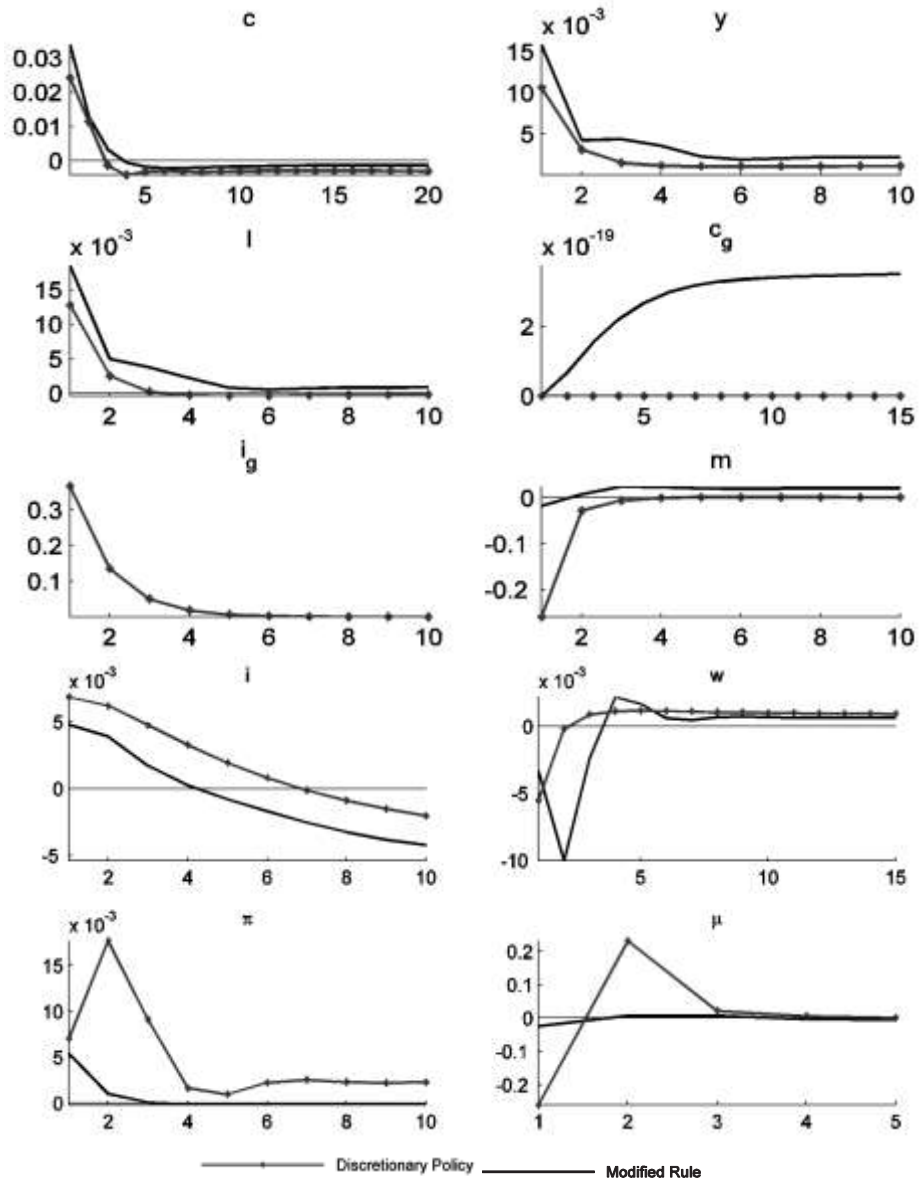 c
0.03
0.02
0.01
0
5 10 15 20
x 10-3
y
15
10
5
2 4 6 8 10
x 10-3
l
15
10
5
0
2 4 6 8 10
x 10-19
cg
2
0
5 10 15
ig
0.3
0.2
0.1
2 4 6 8 10
m
0
-0.1
-0.2
2 4 6 8 10
x 10-3
i
5
0
-5
2 4 6 8 10
x 10-3
w
0
-5
-10
5 10 15
x 10-3
π
15
10
5
0
2 4 6 8 10
μ
0.2
0.1
0
-0.1
-0.2
1 2 3 4 5
Discretionary Policy Modified Rule